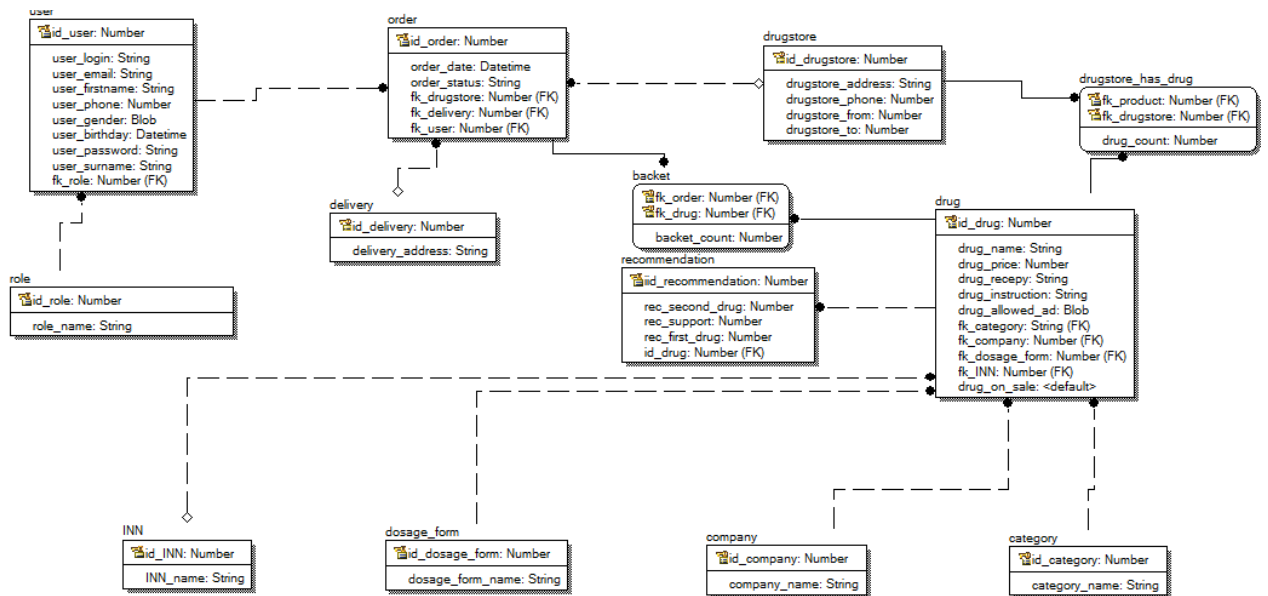 user
id_user: Number
user_login: String
user_email: String
user_firstname: String
user_phone: Number
user_gender: Blob
user_birthday: Datetime
user_password: String
user_surname: String
fk_role: Number (FK)
order
id_order: Number
order_date: Datetime
order_status: String
fk_drugstore: Number (FK)
fk_delivery: Number (FK)
fk_user: Number (FK)
drugstore
id_drugstore: Number
drugstore_address: String
drugstore_phone: Number
drugstore_from: Number
drugstore_to: Number
drugstore_has_drug
fk_product: Number (FK)
fk_drugstore: Number (FK)
drug_count: Number
delivery
id_delivery: Number
delivery_address: String
backet
fk_order: Number (FK)
fk_drug: Number (FK)
backet_count: Number
drug
id_drug: Number
drug_name: String
drug_price: Number
drug_recepy: String
drug_instruction: String
drug_allowed_ad: Blob
fk_category: String (FK)
fk_company: Number (FK)
fk_dosage_form: Number (FK)
fk_INN: Number (FK)
drug_on_sale: <default>
role
id_role: Number
role_name: String
recommendation
iid_recommendation: Number
rec_second_drug: Number
rec_support: Number
rec_first_drug: Number
id_drug: Number (FK)
INN
id_INN: Number
INN_name: String
dosage_form
id_dosage_form: Number
dosage_form_name: String
company
id_company: Number
company_name: String
category
id_category: Number
category_name: String